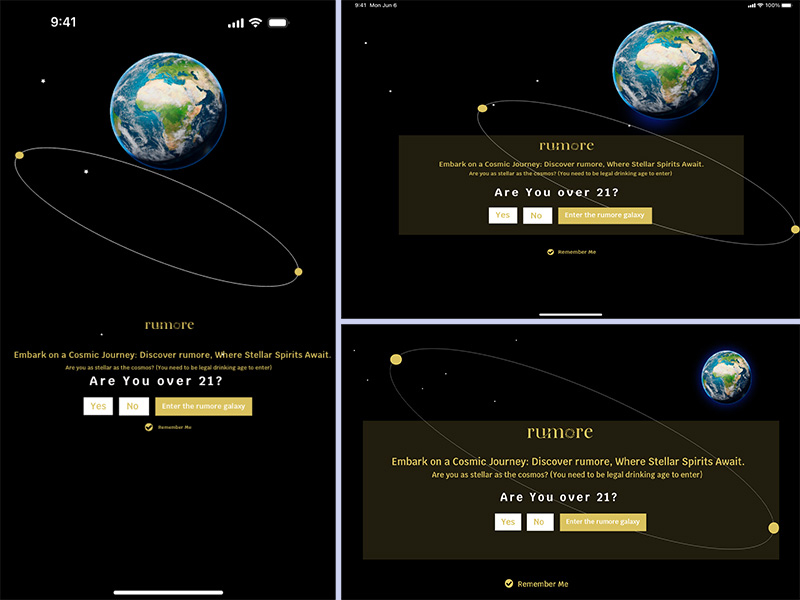 9:41
rumore
Embark on a Cosmic Journey: Discover rumore, Where Stellar Spirits Await.
Are you as stellar as the cosmos? (You need to be legal drinking age to enter)
Are You over 21?
Yes No Enter the rumore galaxy
Remember Me
9:41 Mon Jun 6 100%
rumore
Embark on a Cosmic Journey: Discover rumore, Where Stellar Spirits Await.
Are you as stellar as the cosmos? (You need to be legal drinking age to enter)
Are You over 21?
Yes No Enter the rumore galaxy
Remember Me
rumore
Embark on a Cosmic Journey: Discover rumore, Where Stellar Spirits Await.
Are you as stellar as the cosmos? (You need to be legal drinking age to enter)
Are You over 21?
Yes No Enter the rumore galaxy
Remember Me